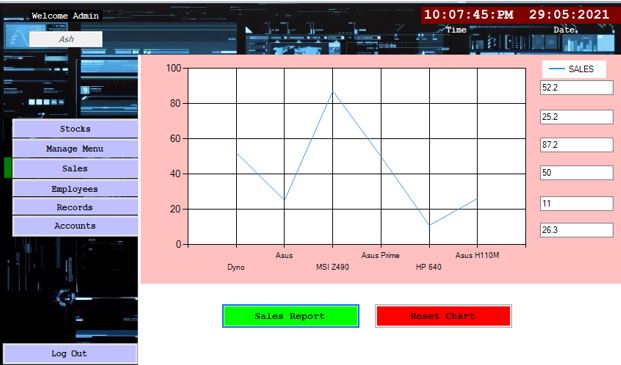 Welcome Admin
Ash
10:07:45:PM 29:05:2021
Time Date
Stocks
Manage Menu
Sales
Employees
Records
Accounts
Log Out
100
80
60
40
20
0
Asus Asus Prime Asus H110M
Dyno MSI Z490 HP 640
SALES
52.2
25.2
87.2
50
11
26.3
Sales Report
Reset Chart